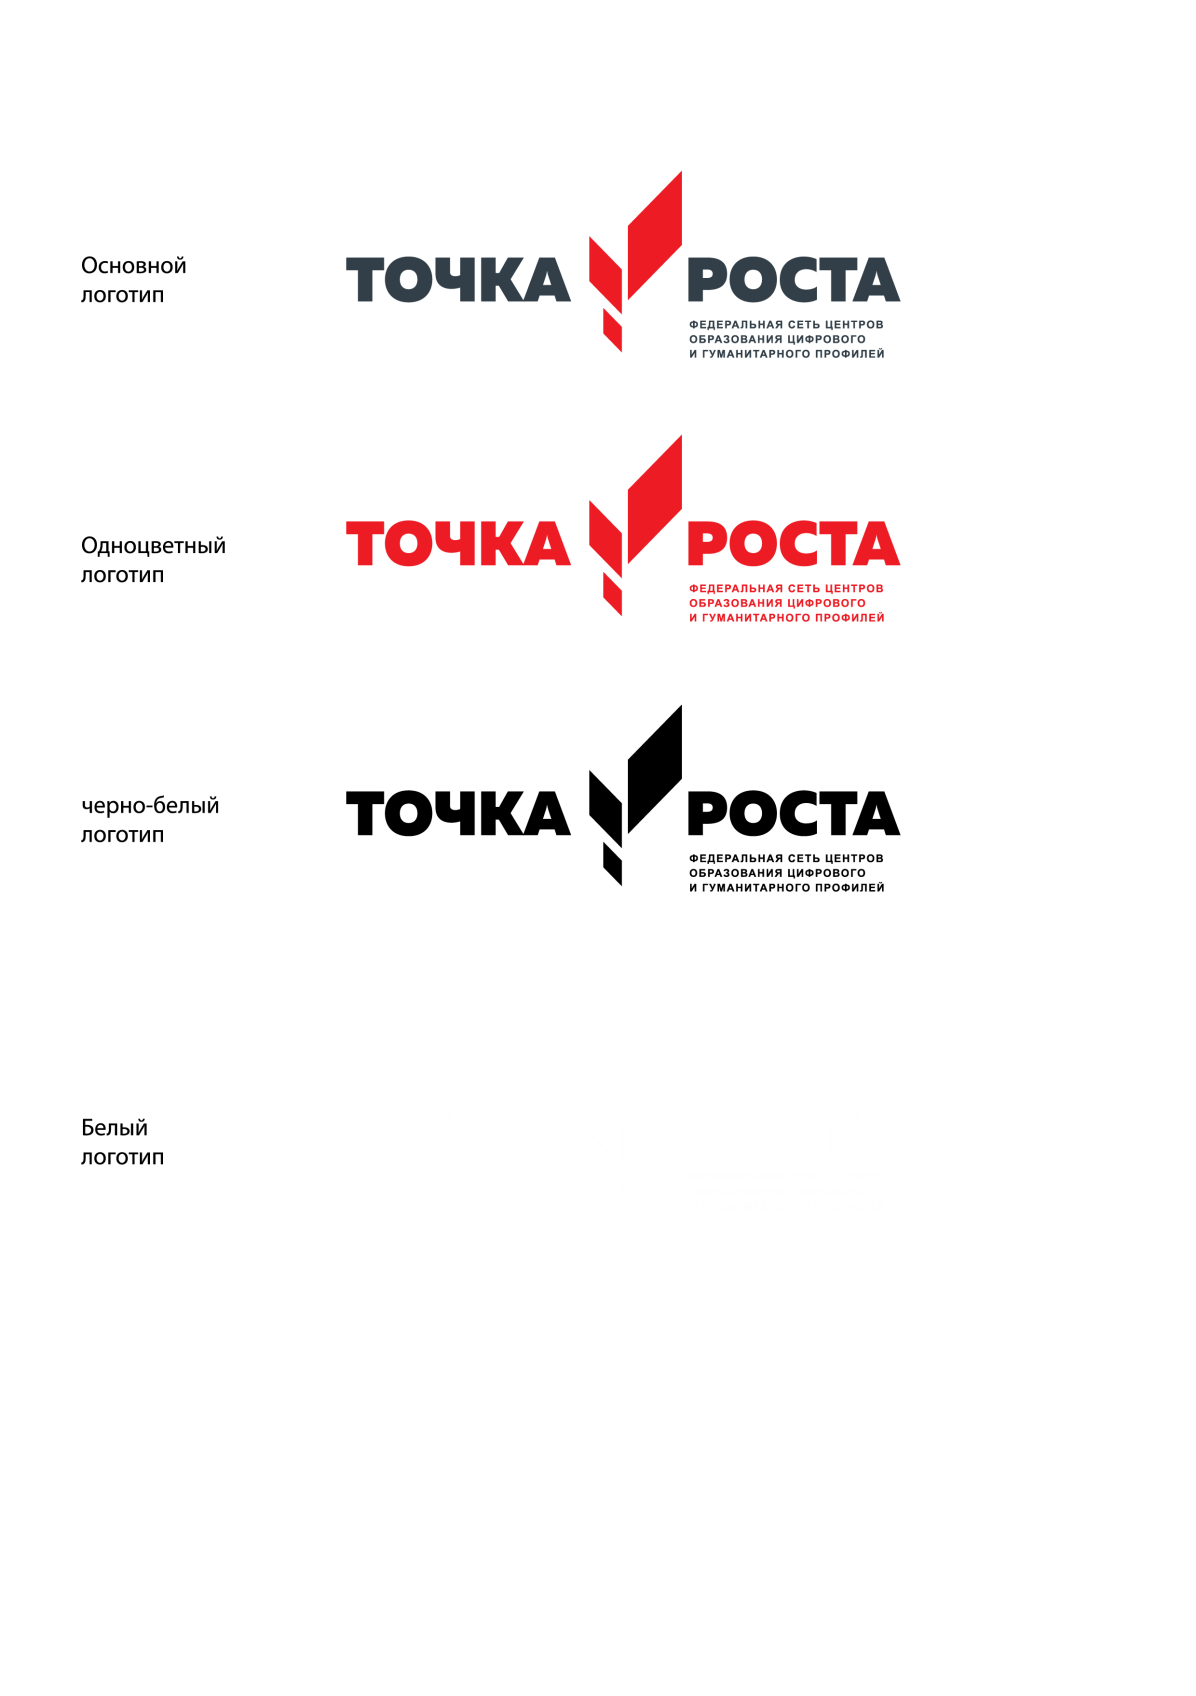 Основной
логотип
ТОЧКА РОСТА
ФЕДЕРАЛЬНАЯ СЕТЬ ЦЕНТРОВ
ОБРАЗОВАНИЯ ЦИФРОВОГО
И ГУМАНИТАРНОГО ПРОФИЛЕЙ
Одноцветный
логотип
ТОЧКА РОСТА
ФЕДЕРАЛЬНАЯ СЕТЬ ЦЕНТРОВ
ОБРАЗОВАНИЯ ЦИФРОВОГО
И ГУМАНИТАРНОГО ПРОФИЛЕЙ
черно-белый
логотип
ТОЧКА РОСТА
ФЕДЕРАЛЬНАЯ СЕТЬ ЦЕНТРОВ
ОБРАЗОВАНИЯ ЦИФРОВОГО
И ГУМАНИТАРНОГО ПРОФИЛЕЙ
Белый
логотип